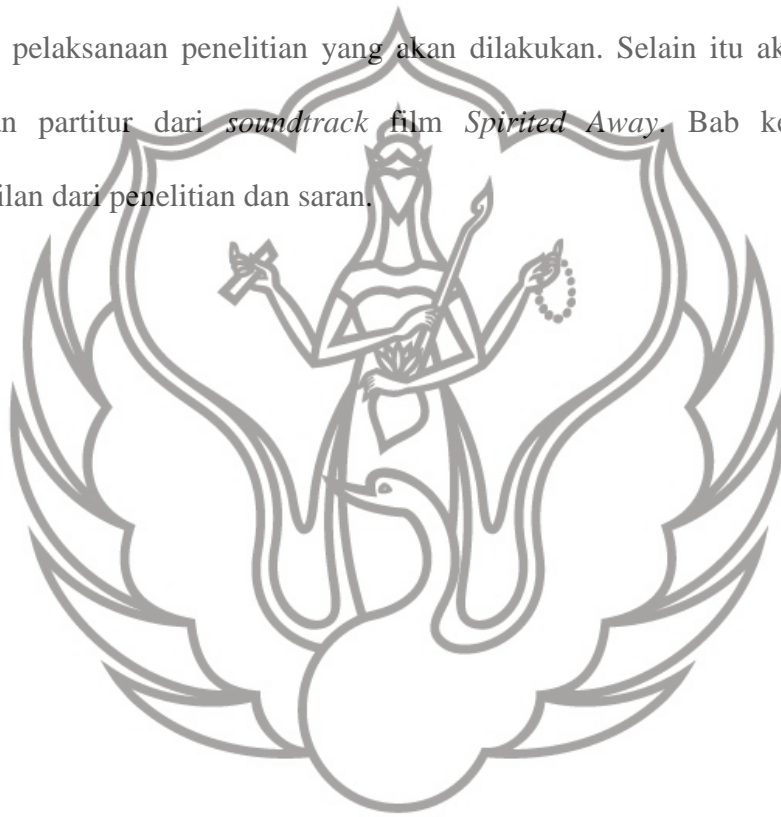 pelaksanaan penelitian yang akan dilakukan. Selain itu ak
partitur dari soundtrack film Spirited Away. Bab ke
dari penelitian dan saran.